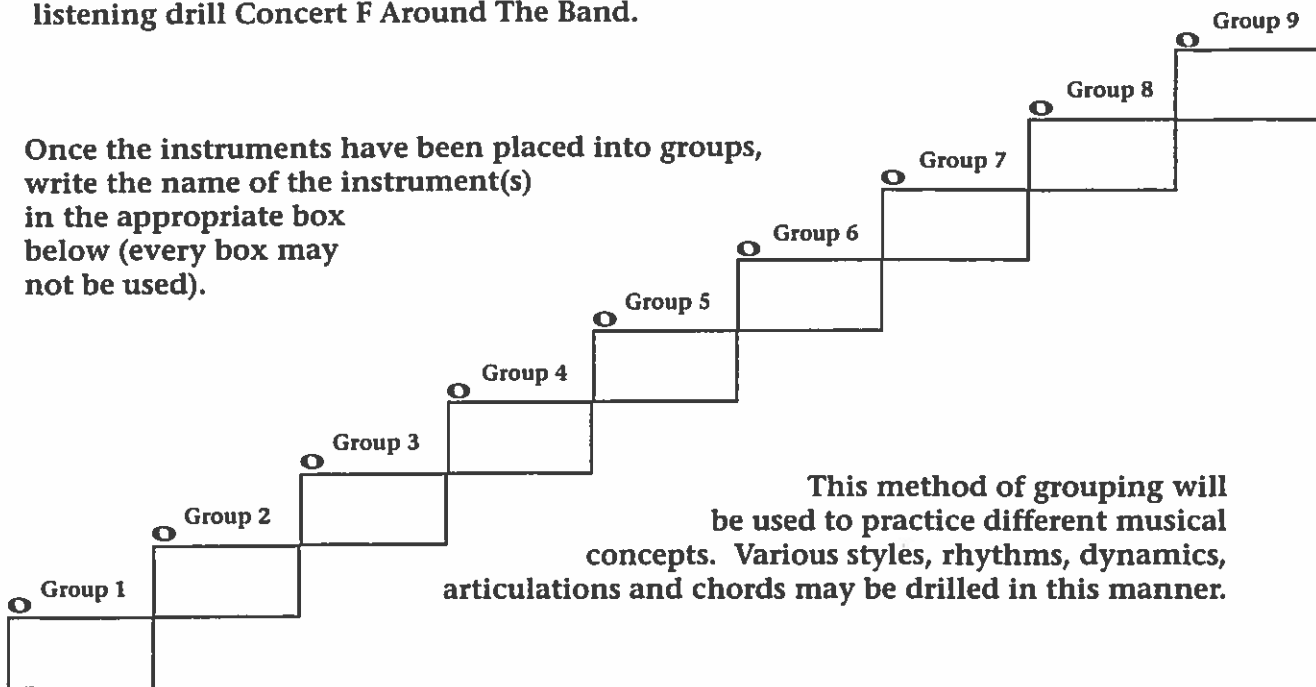 listening drill Concert F Around The Band.
Group 9
Group 8
Once the instruments have been placed into groups,
write the name of the instrument(s)
in the appropriate box
below (every box may
not be used).
Group 7
Group 6
Group 5
Group 4
Group 3
This method of grouping will
be used to practice different musical
concepts. Various styles, rhythms, dynamics,
articulations and chords may be drilled in this manner.
Group 2
Group 1